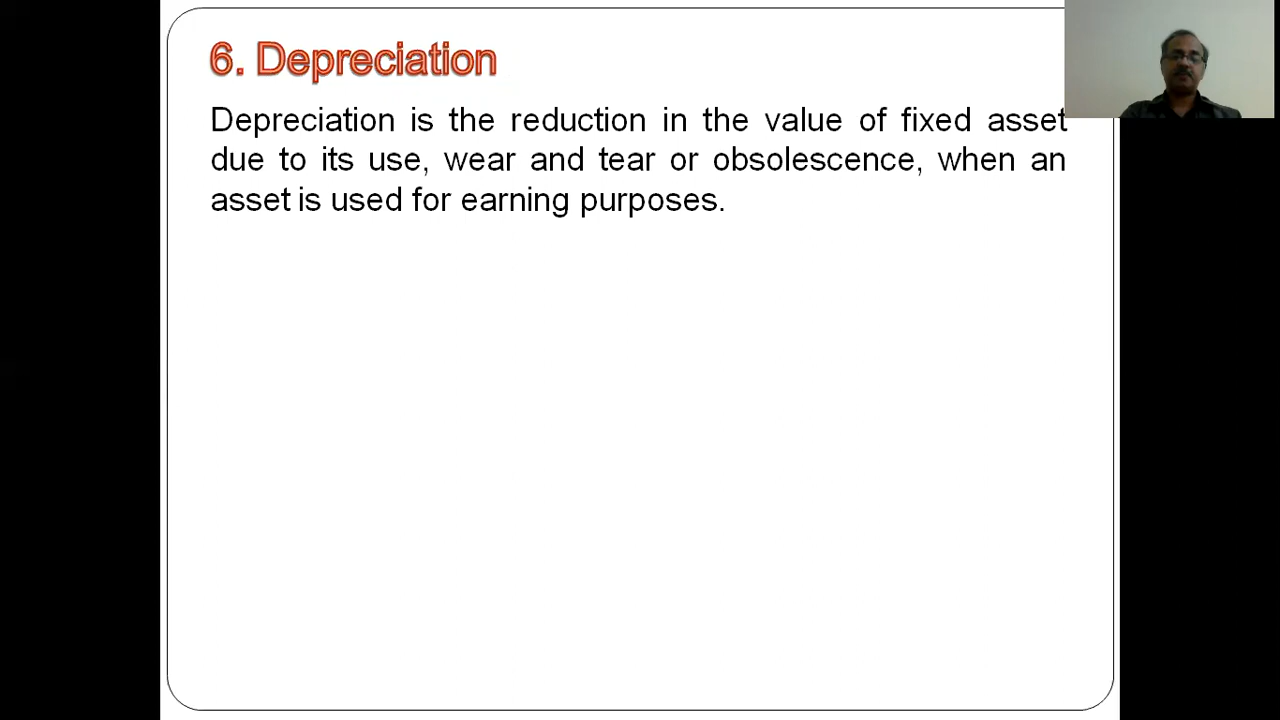 6. Depreciation
Depreciation is the reduction in the value of fixed asset
due to its use, wear and tear or obsolescence, when an
asset is used for earning purposes.